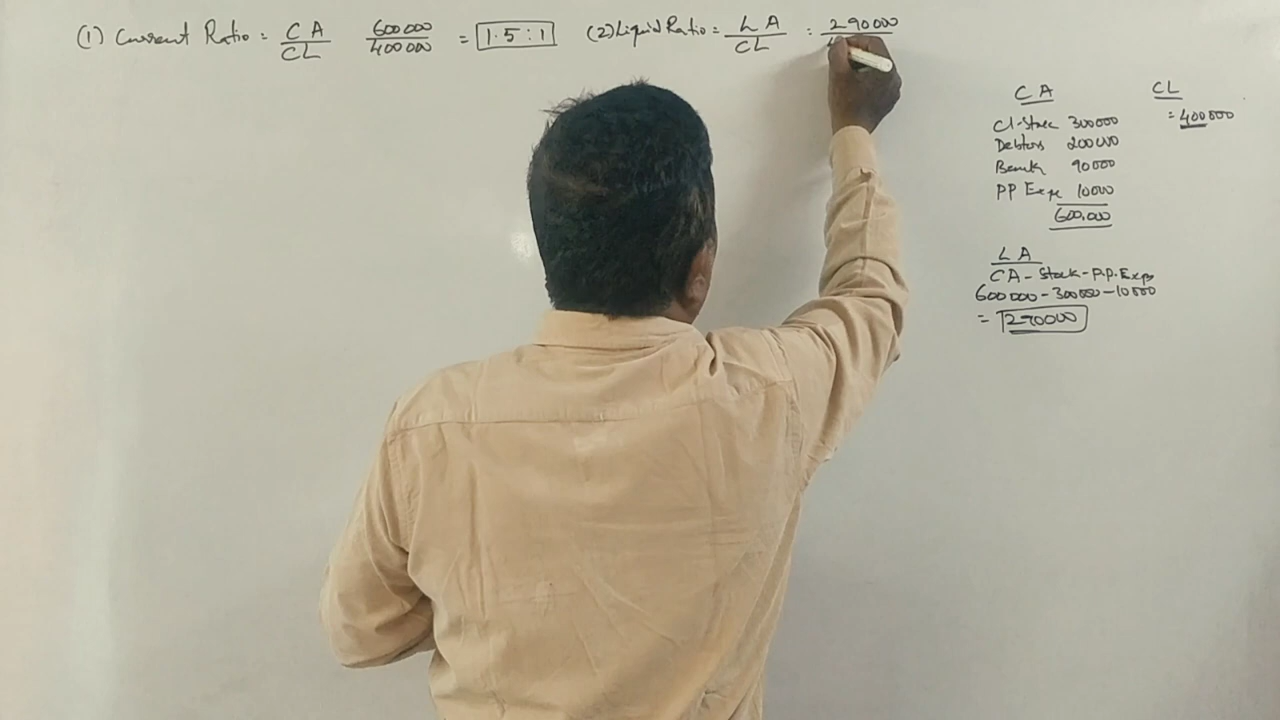 (1) Current Ratio = CA / CL 600000 / 400000 = 1.5 : 1 (2) Liquid Ratio = LA / CL = 290000
CA
Cl. Stock 300000
Debtors 200000
Bank 90000
PP Exp 10000
600,000
CL
= 400000
LA
CA - Stock - P.P. Exp
600000 - 300000 - 10000
= 290000